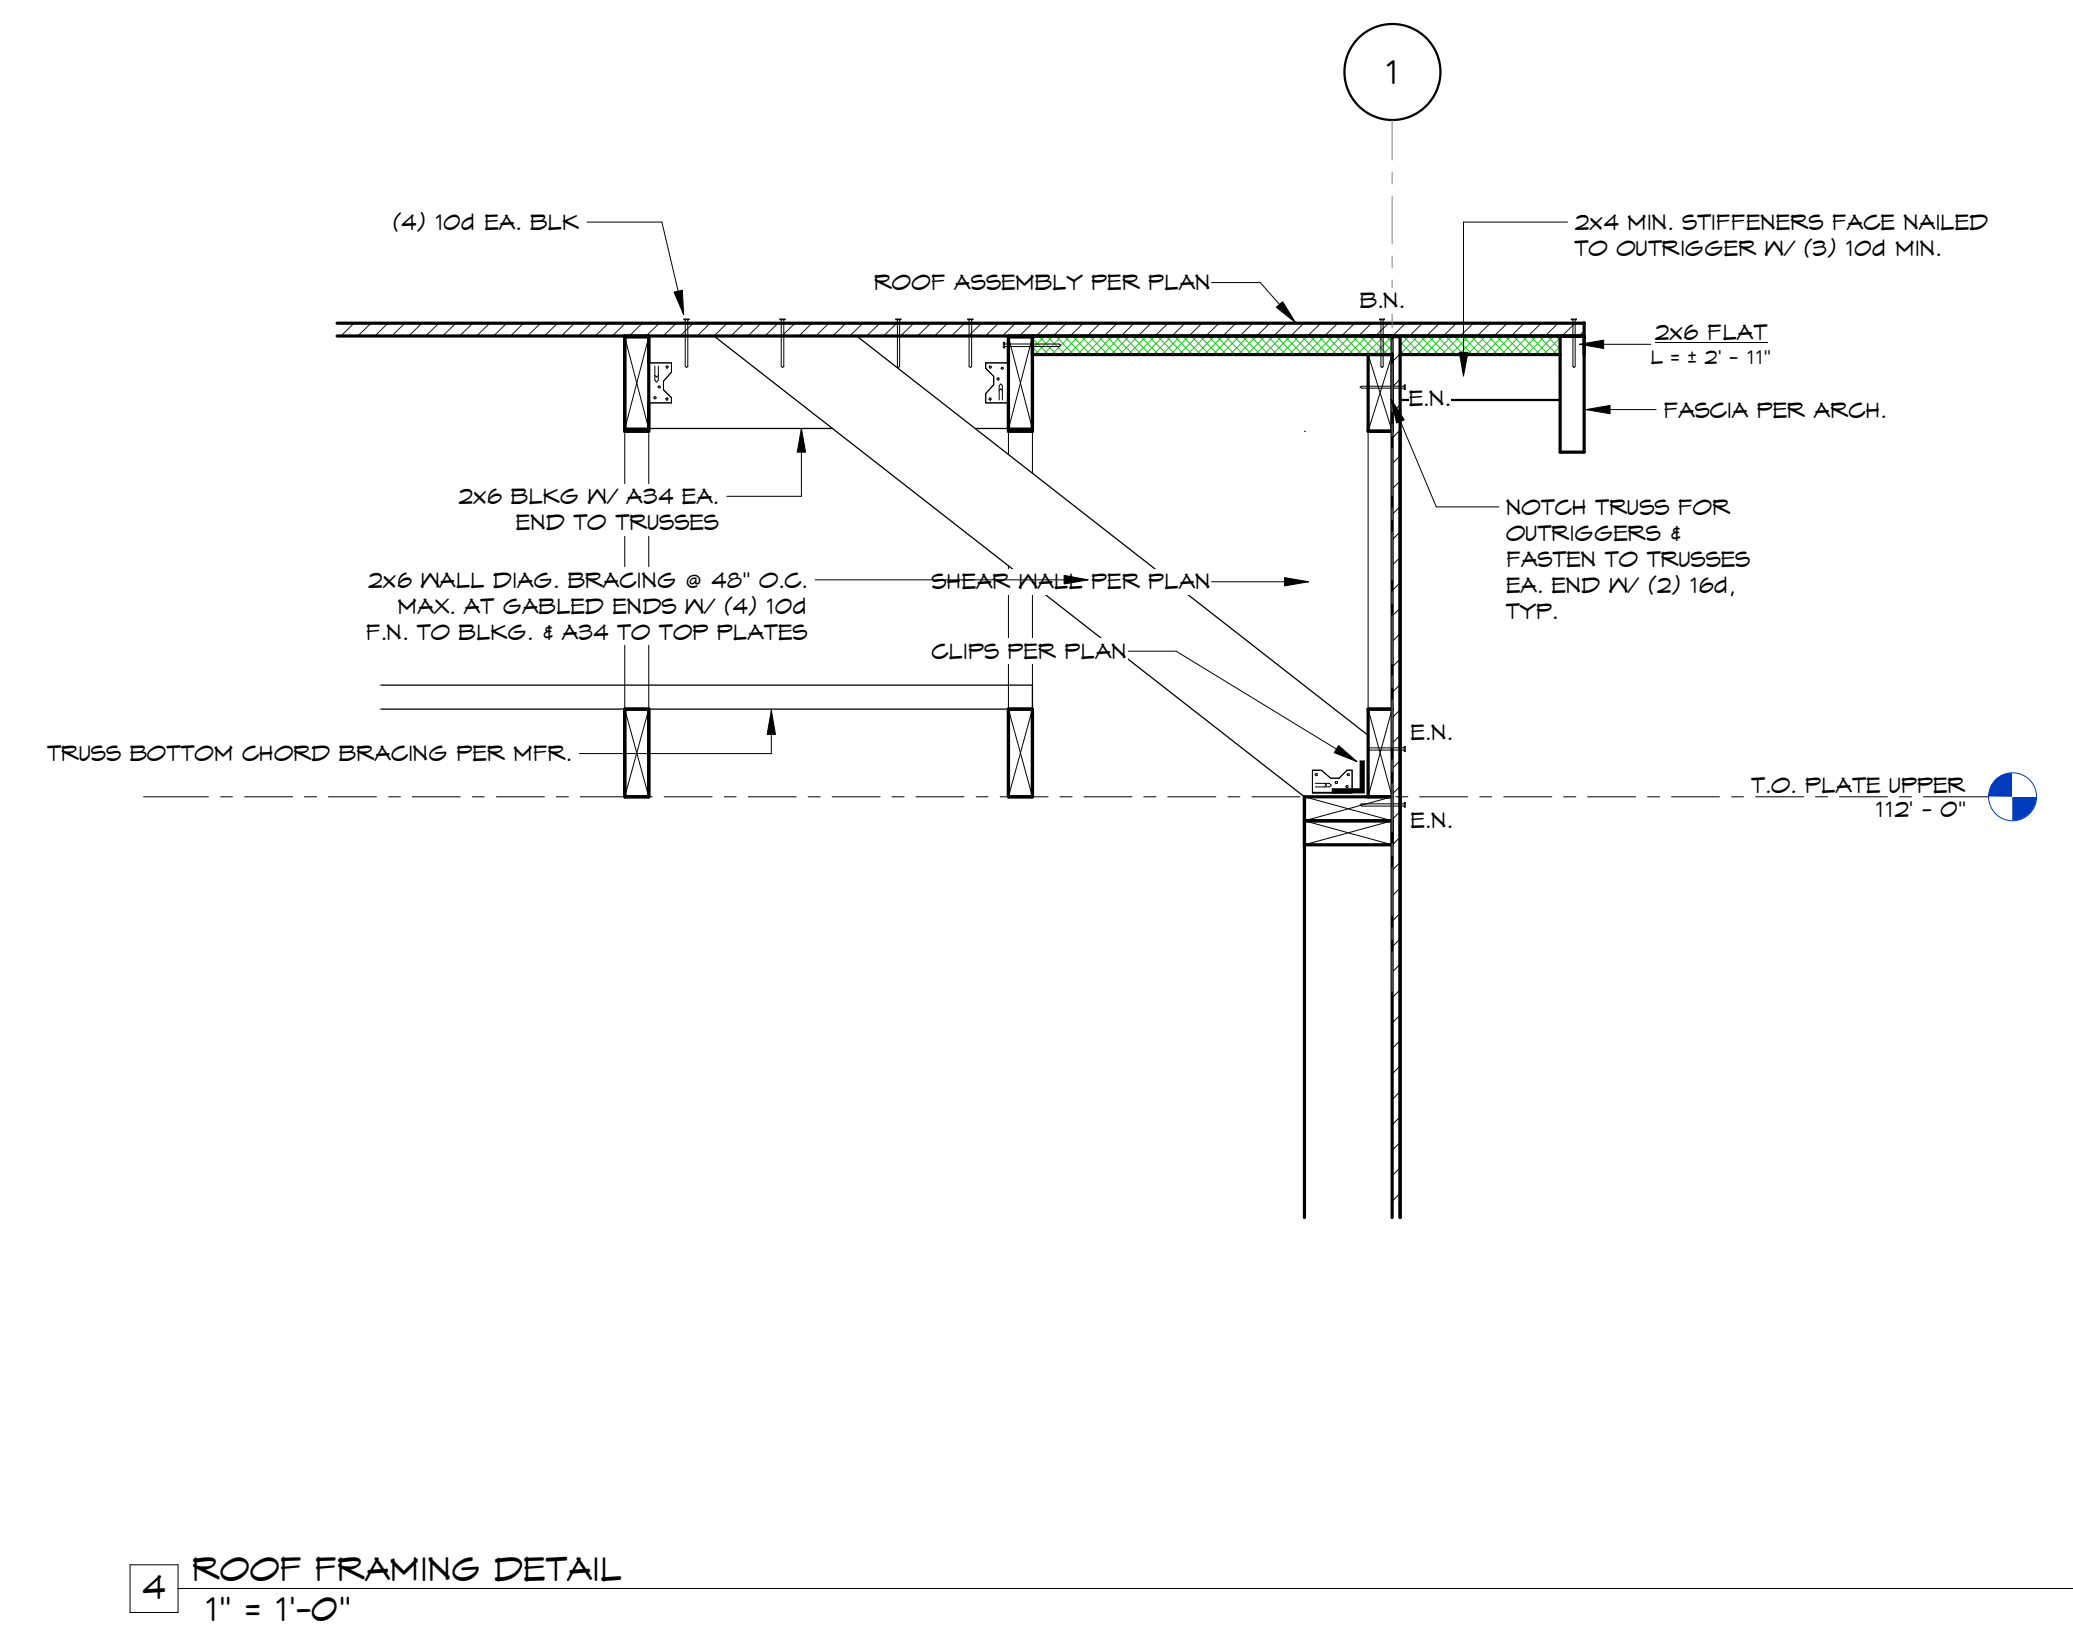 1
(4) 10d EA. BLK
2x4 MIN. STIFFENERS FACE NAILED
TO OUTRIGGER W/ (3) 10d MIN.
ROOF ASSEMBLY PER PLAN
B.N.
2x6 FLAT
L = ± 2' - 11"
E.N.
FASCIA PER ARCH.
2x6 BLKG W/ A34 EA.
END TO TRUSSES
NOTCH TRUSS FOR
OUTRIGGERS &
FASTEN TO TRUSSES
EA. END W/ (2) 16d,
TYP.
2x6 WALL DIAG. BRACING @ 48" O.C.
MAX. AT GABLED ENDS W/ (4) 10d
F.N. TO BLKG. & A34 TO TOP PLATES
SHEAR WALL PER PLAN
CLIPS PER PLAN
E.N.
TRUSS BOTTOM CHORD BRACING PER MFR.
T.O. PLATE UPPER
112' - 0"
E.N.
4
ROOF FRAMING DETAIL
1" = 1'-0"